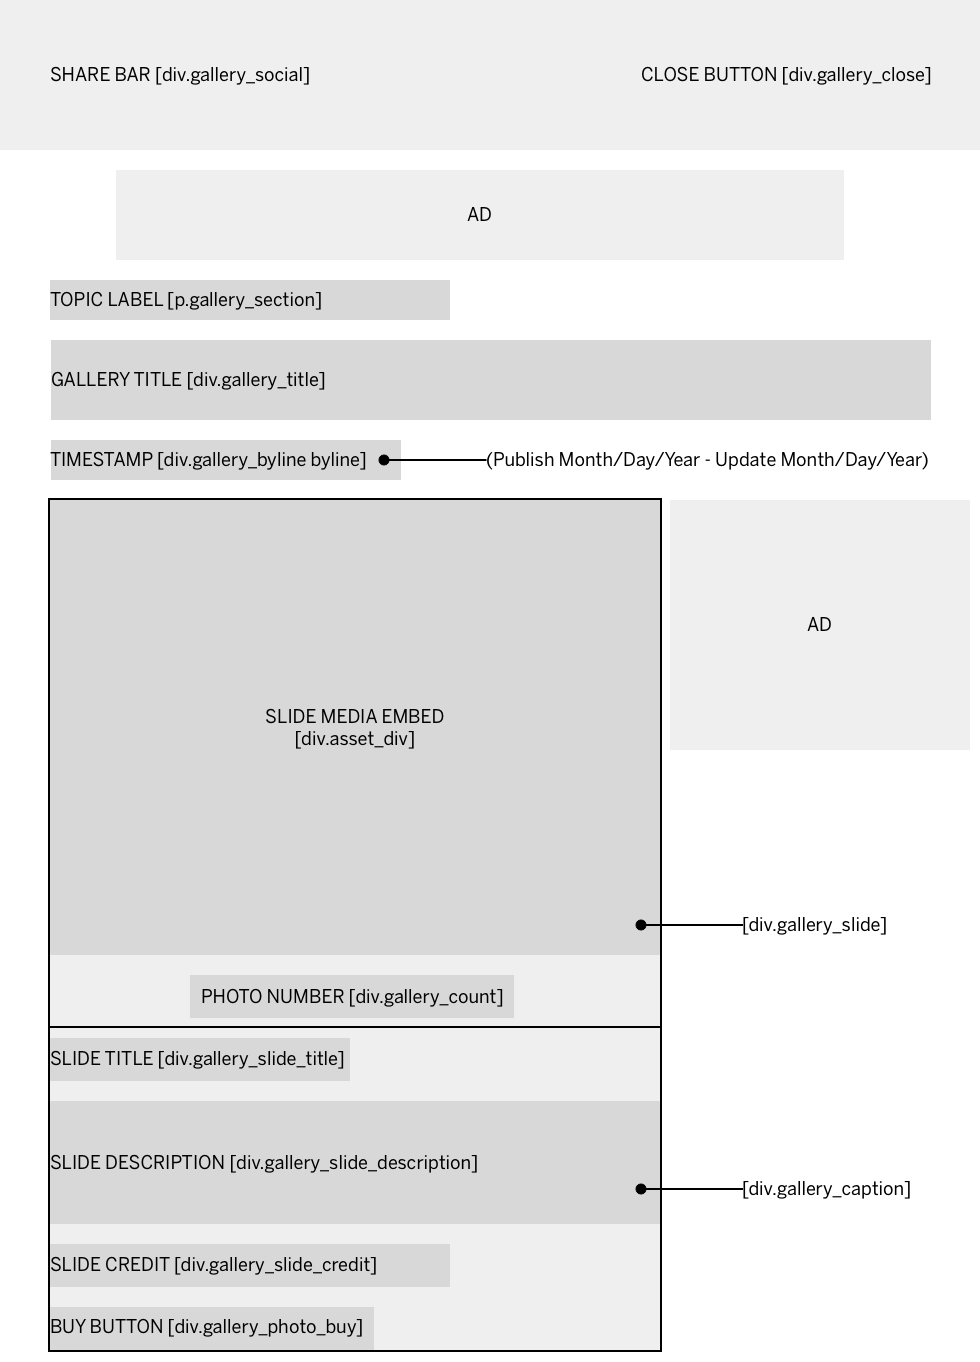 SHARE BAR [div.gallery_social]
CLOSE BUTTON [div.gallery_close]
AD
TOPIC LABEL [p.gallery_section]
GALLERY TITLE [div.gallery_title]
TIMESTAMP [div.gallery_byline byline]
(Publish Month/Day/Year - Update Month/Day/Year)
SLIDE MEDIA EMBED
[div.asset_div]
AD
[div.gallery_slide]
PHOTO NUMBER [div.gallery_count]
SLIDE TITLE [div.gallery_slide_title]
SLIDE DESCRIPTION [div.gallery_slide_description]
[div.gallery_caption]
SLIDE CREDIT [div.gallery_slide_credit]
BUY BUTTON [div.gallery_photo_buy]